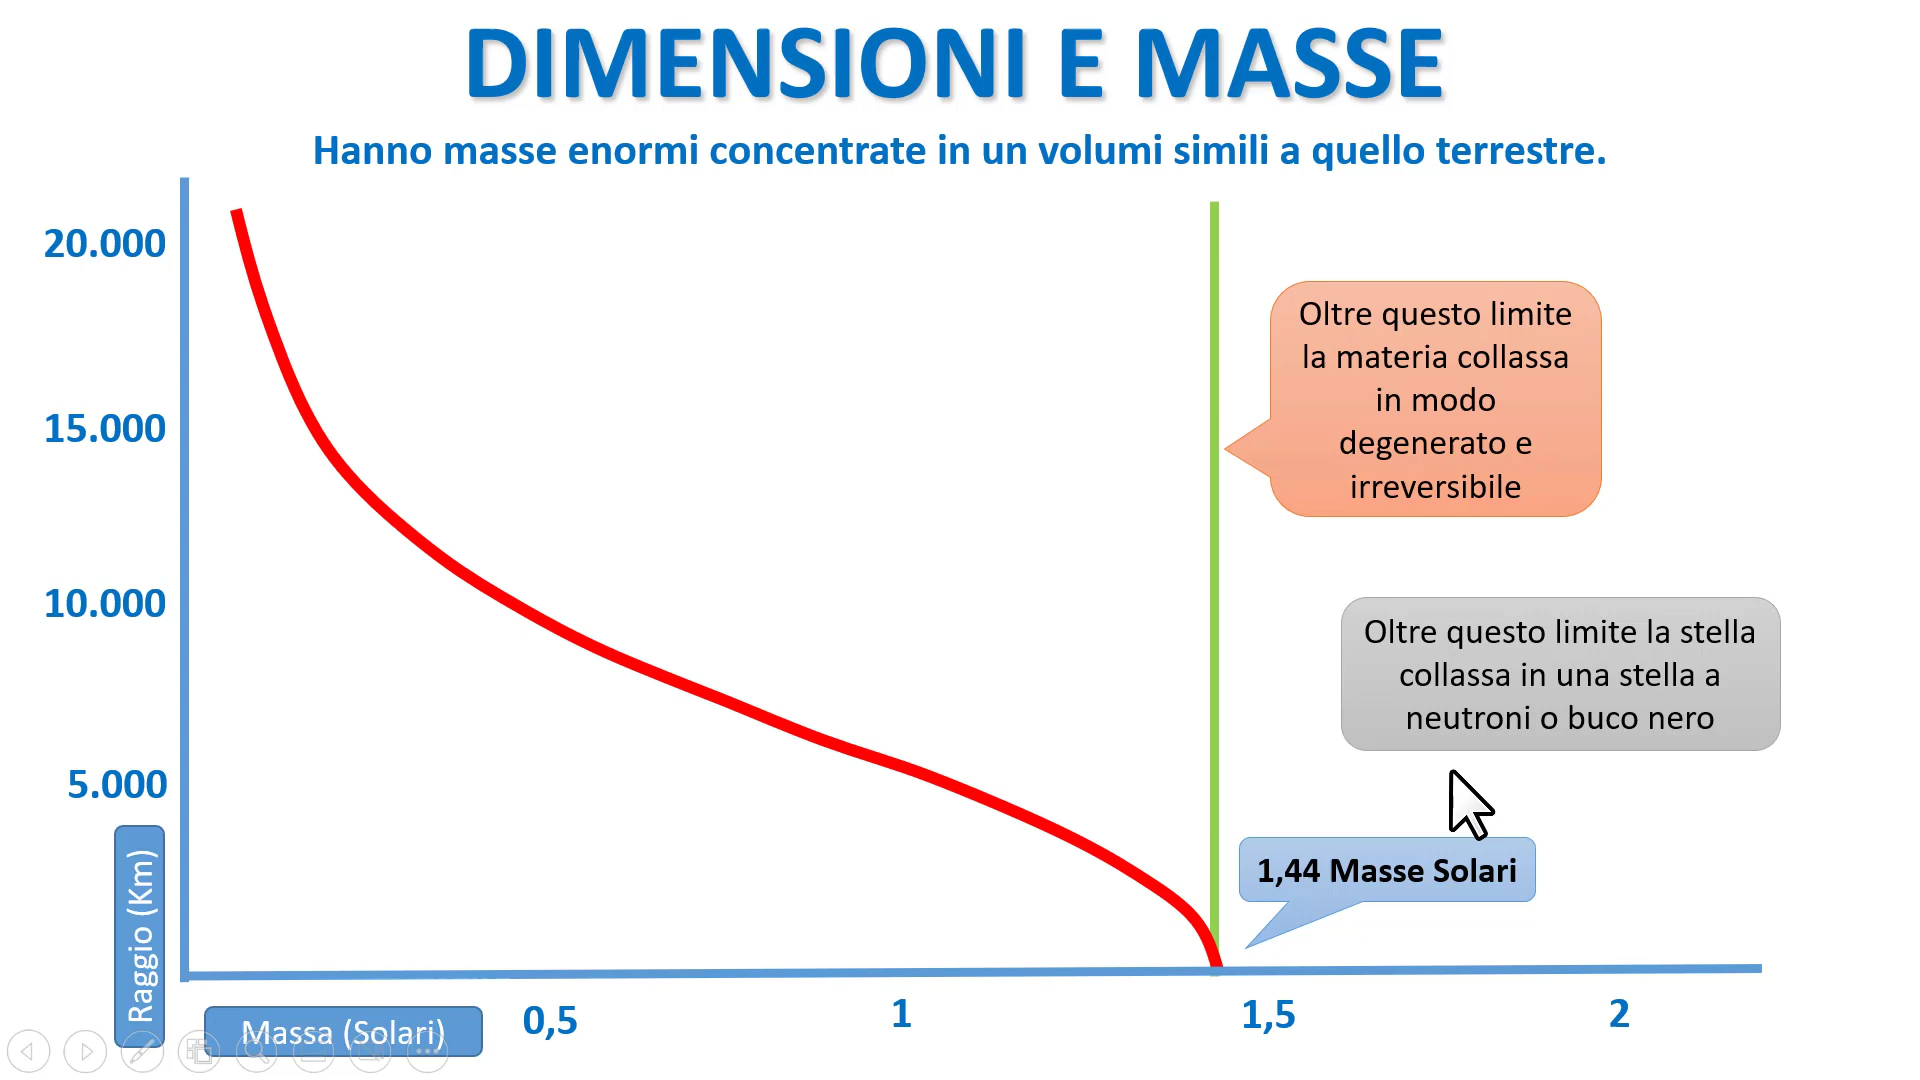 DIMENSIONI E MASSE
Hanno masse enormi concentrate in un volumi simili a quello terrestre.
20.000
15.000
10.000
5.000
Raggio (Km)
Massa (Solari)
0,5
1
1,5
2
Oltre questo limite
la materia collassa
in modo
degenerato e
irreversibile
Oltre questo limite la stella
collassa in una stella a
neutroni o buco nero
1,44 Masse Solari